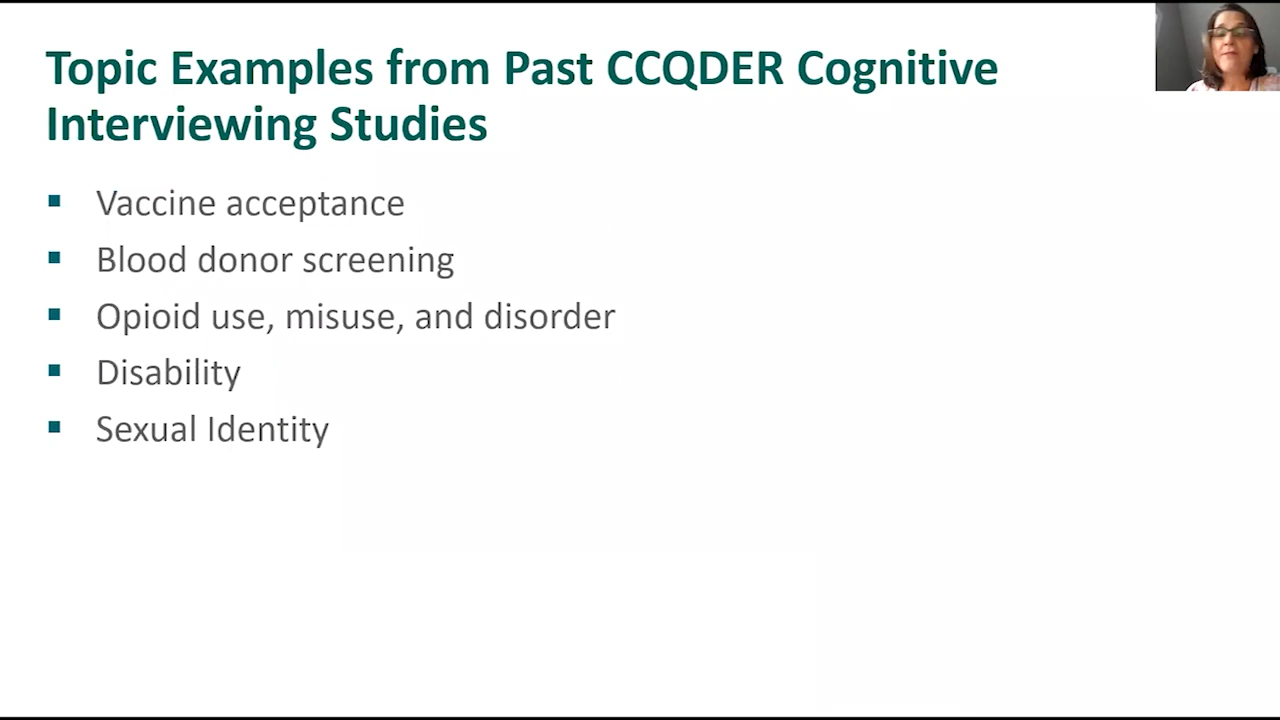 Topic Examples from Past CCQDER Cognitive
Interviewing Studies
Vaccine acceptance
Blood donor screening
Opioid use, misuse, and disorder
Disability
Sexual Identity